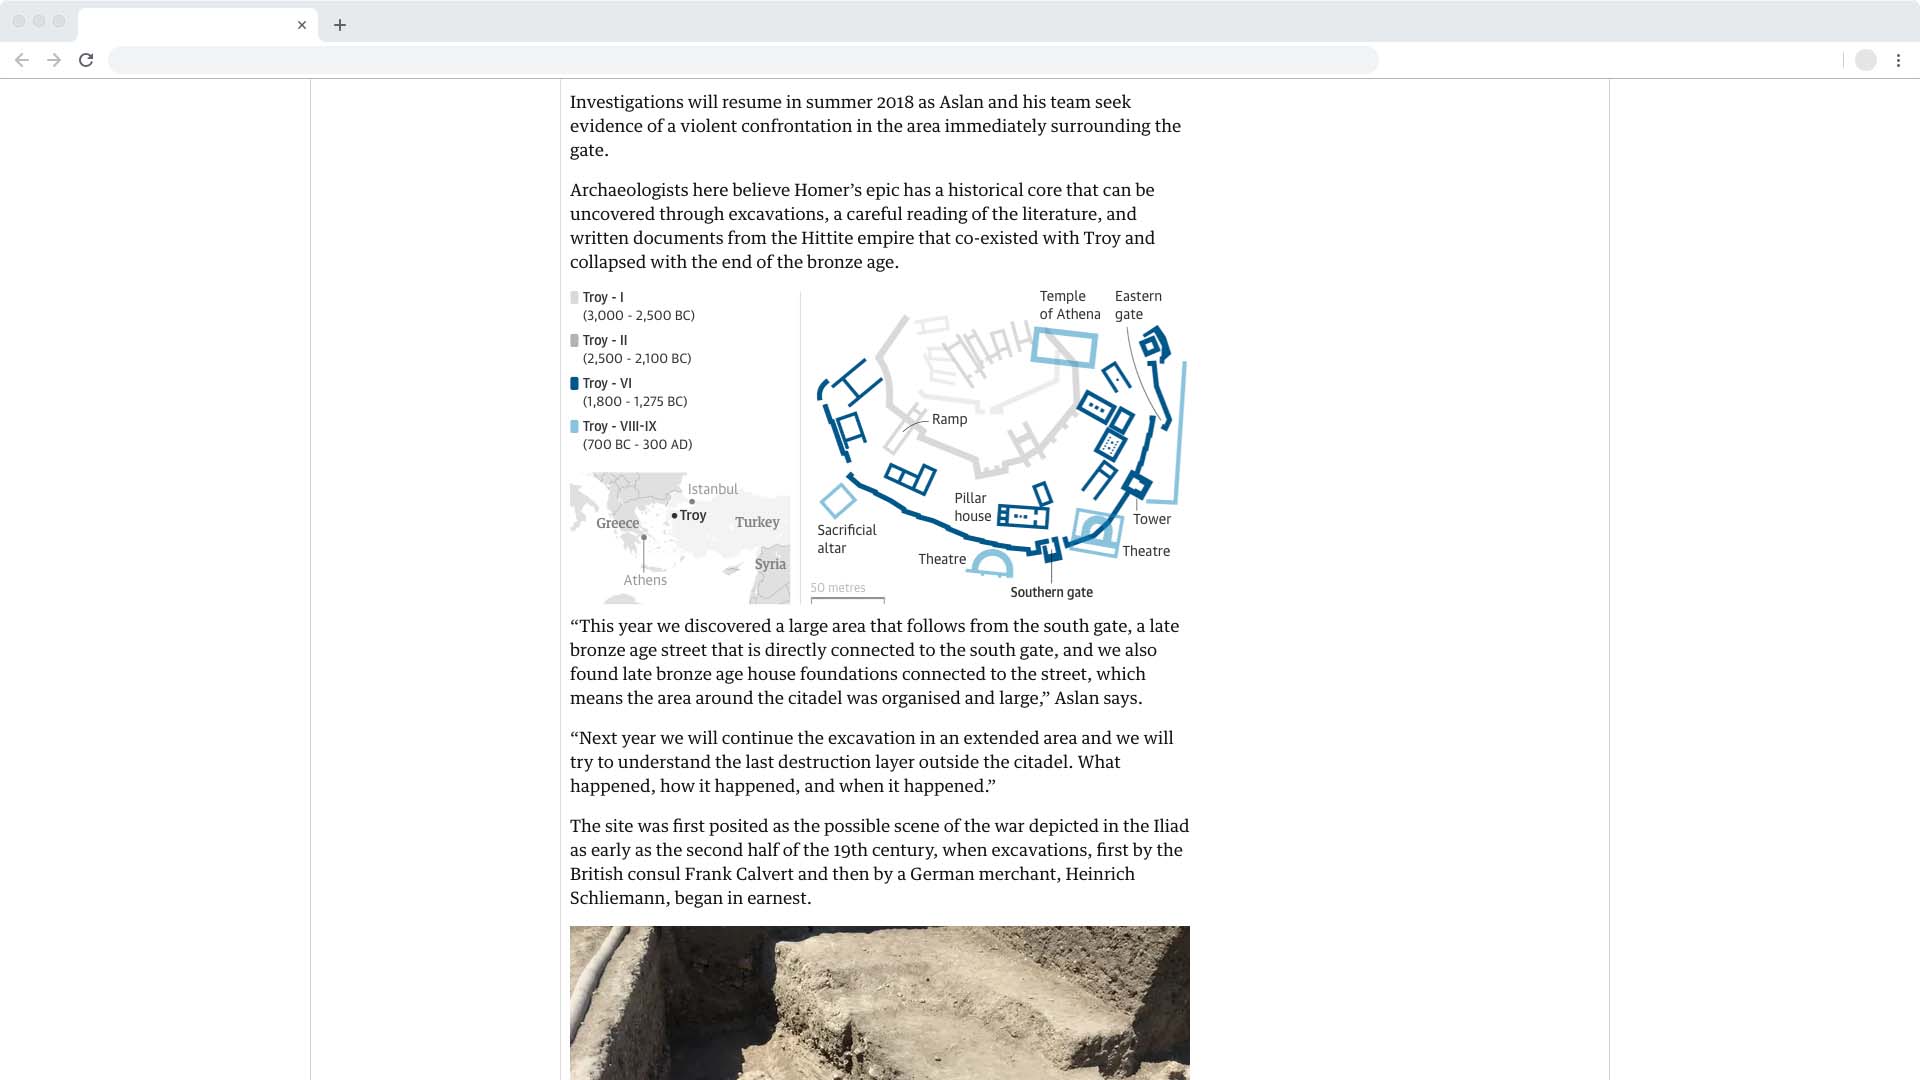 Investigations will resume in summer 2018 as Aslan and his team seek
evidence of a violent confrontation in the area immediately surrounding the
gate.
Archaeologists here believe Homer’s epic has a historical core that can be
uncovered through excavations, a careful reading of the literature, and
written documents from the Hittite empire that co-existed with Troy and
collapsed with the end of the bronze age.
Troy - I
(3,000 - 2,500 BC)
Troy - II
(2,500 - 2,100 BC)
Troy - VI
(1,800 - 1,275 BC)
Troy - VIII-IX
(700 BC - 300 AD)
Istanbul
Troy
Greece
Turkey
Syria
Athens
Temple
of Athena
Eastern
gate
Ramp
Pillar
house
Sacrificial
altar
Tower
Theatre
Theatre
50 metres
Southern gate
“This year we discovered a large area that follows from the south gate, a late
bronze age street that is directly connected to the south gate, and we also
found late bronze age house foundations connected to the street, which
means the area around the citadel was organised and large,” Aslan says.
“Next year we will continue the excavation in an extended area and we will
try to understand the last destruction layer outside the citadel. What
happened, how it happened, and when it happened.”
The site was first posited as the possible scene of the war depicted in the Iliad
as early as the second half of the 19th century, when excavations, first by the
British consul Frank Calvert and then by a German merchant, Heinrich
Schliemann, began in earnest.